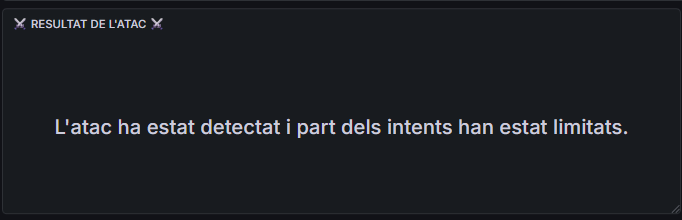 ⚔ RESULTAT DE L'ATAC ⚔
L'atac ha estat detectat i part dels intents han estat limitats.